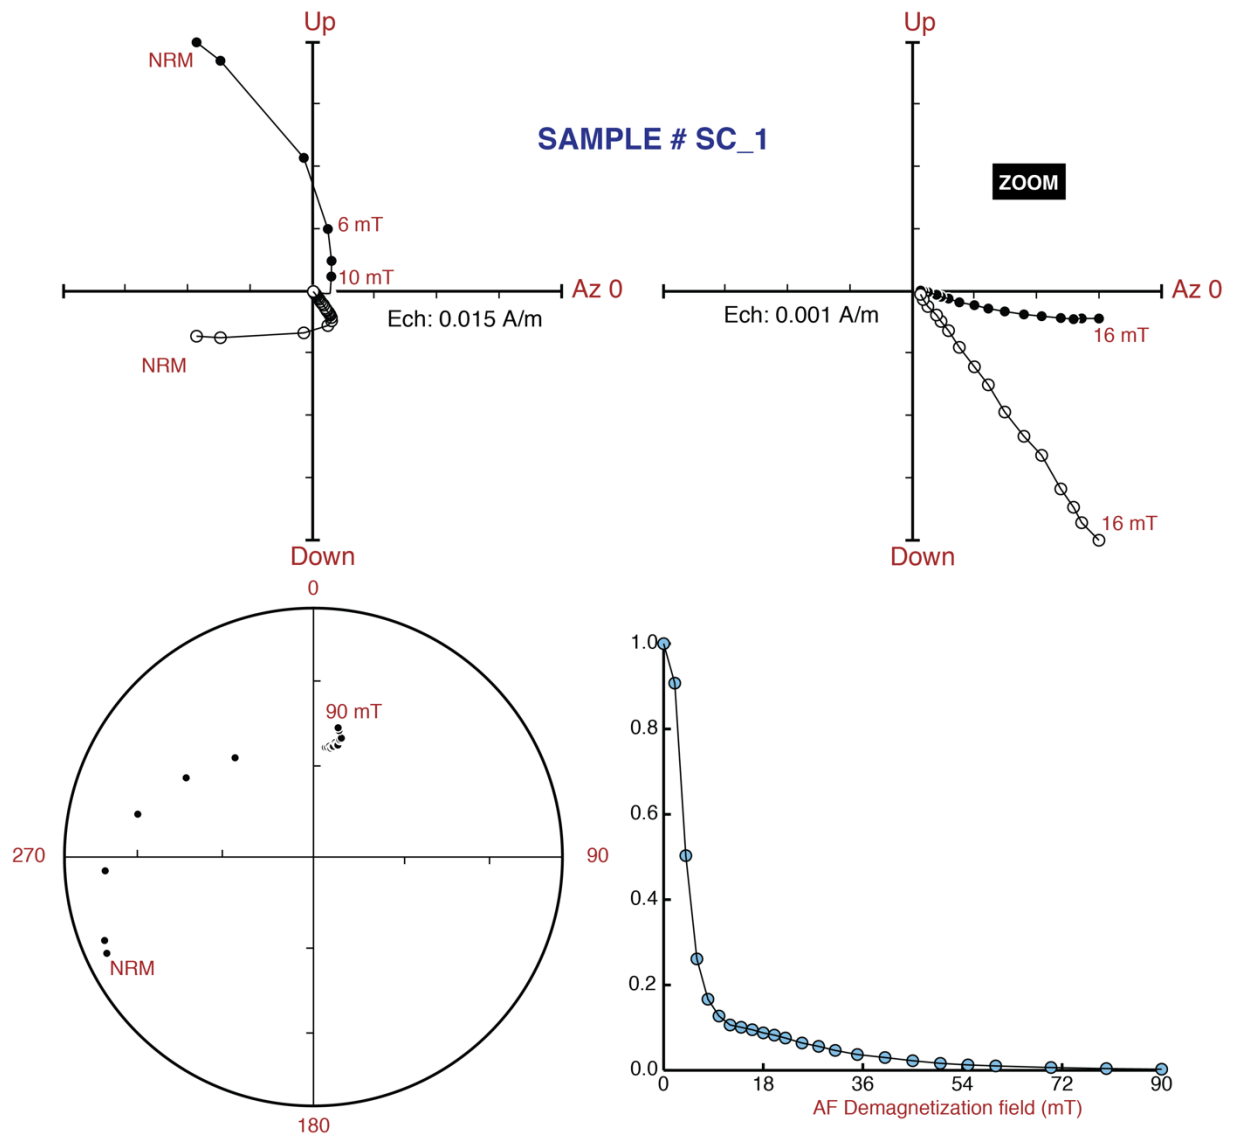 Up
NRM
6 mT
10 mT
Az 0
Ech: 0.015 A/m
NRM
Down
SAMPLE # SC_1
Up
ZOOM
Az 0
Ech: 0.001 A/m
16 mT
16 mT
Down
0
90 mT
270
90
NRM
180
1.0
0.8
0.6
0.4
0.2
0.0
0 18 36 54 72 90
AF Demagnetization field (mT)